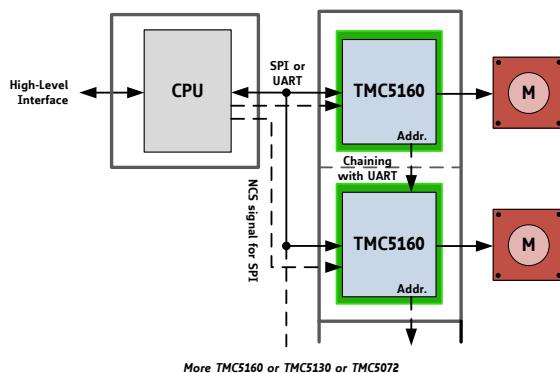 SPI or
UART
High-Level
Interface
CPU
TMC5160
M
Addr.
Chaining
with UART
NCS signal for SPI
TMC5160
M
Addr.
More TMC5160 or TMC5130 or TMC5072